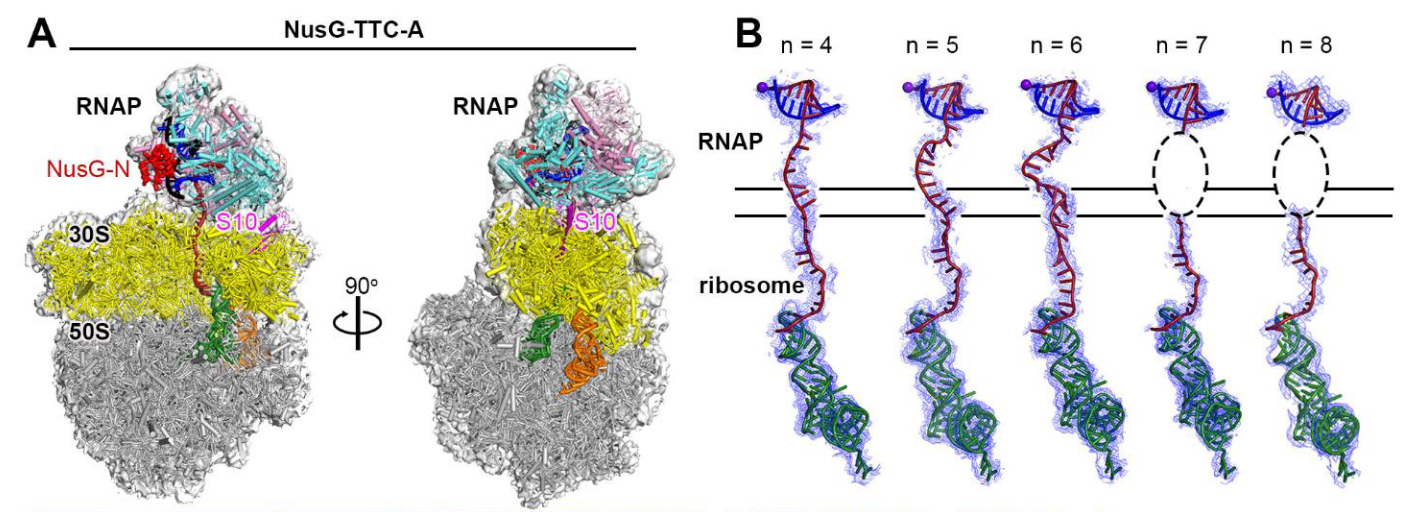 A
NusG-TTC-A
RNAP
NusG-N
S10
30S
50S
90°
RNAP
S10
B
n = 4
n = 5
n = 6
n = 7
n = 8
RNAP
ribosome